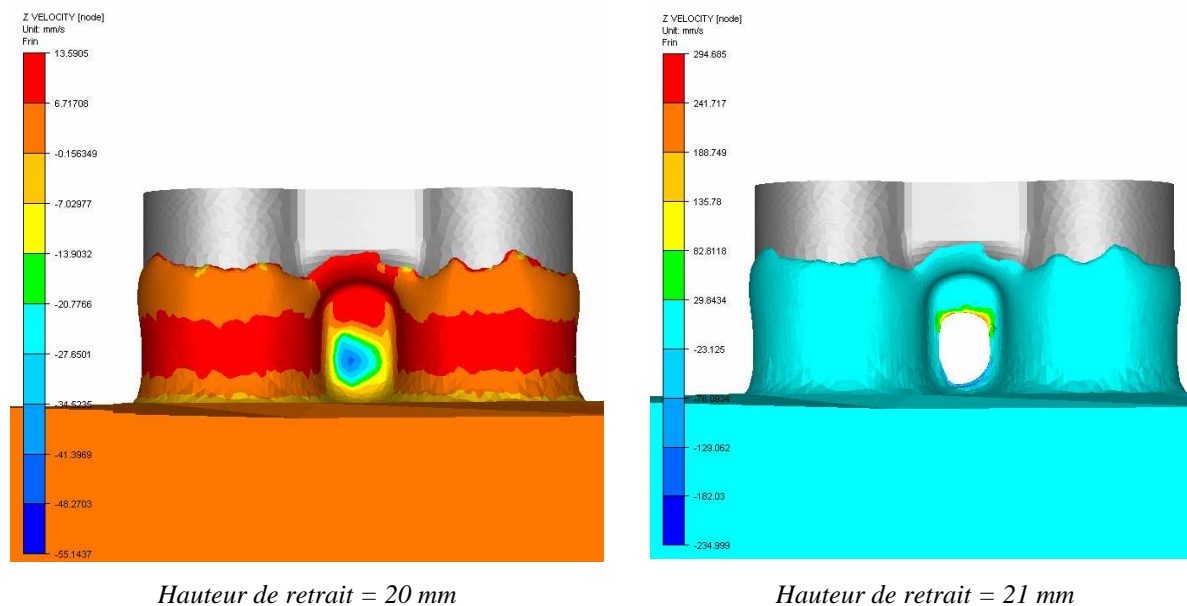 Z VELOCITY [node]
Unit: mm/s
Frin
13.5905
6.71708
-0.156349
-7.02977
-13.9032
-20.7766
-27.6501
-34.5235
-41.3969
-48.2703
-55.1437
Z VELOCITY [node]
Unit: mm/s
Frin
294.685
241.717
188.749
135.78
82.8118
29.8434
-23.125
-76.0934
-129.062
-182.03
-234.999
Hauteur de retrait = 20 mm
Hauteur de retrait = 21 mm